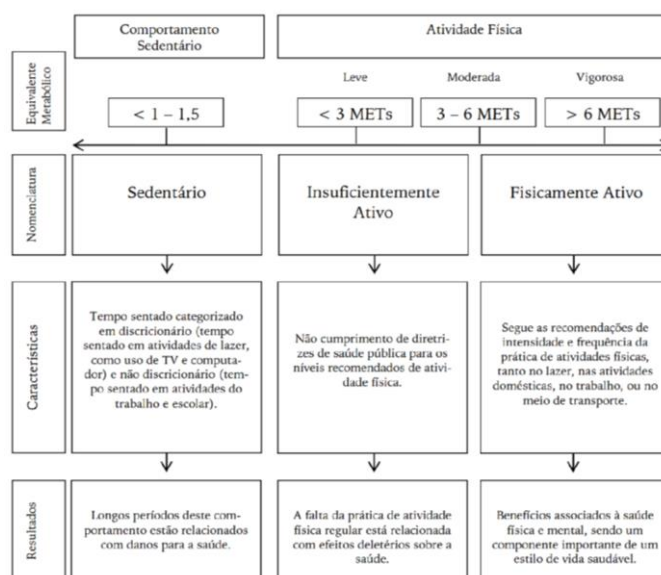 Equivalente
Metabólico
Comportamento
Sedentário
Atividade Física
Leve
Moderada
Vigorosa
< 1 – 1,5
< 3 METs
3 – 6 METs
> 6 METs
Nomenclatura
Sedentário
Insuficientemente
Ativo
Fisicamente Ativo
Características
Tempo sentado categorizado
em discricionário (tempo
sentado em atividades de lazer,
como uso de TV e computa-
dor) e não discricionário (tem-
po sentado em atividades do
trabalho e escolar).
Não cumprimento de diretri-
zes de saúde pública para os
níveis recomendados de ativi-
dade física.
Segue as recomendações de
intensidade e frequência da
prática de atividades físicas,
tanto no lazer, nas atividades
domésticas, no trabalho, ou no
meio de transporte.
Resultados
Longos períodos deste com-
portamento estão relacionados
com danos para a saúde.
A falta da prática de atividade
física regular está relacionada
com efeitos deletérios sobre a
saúde.
Benefícios associados à saúde
física e mental, sendo um
componente importante de um
estilo de vida saudável.